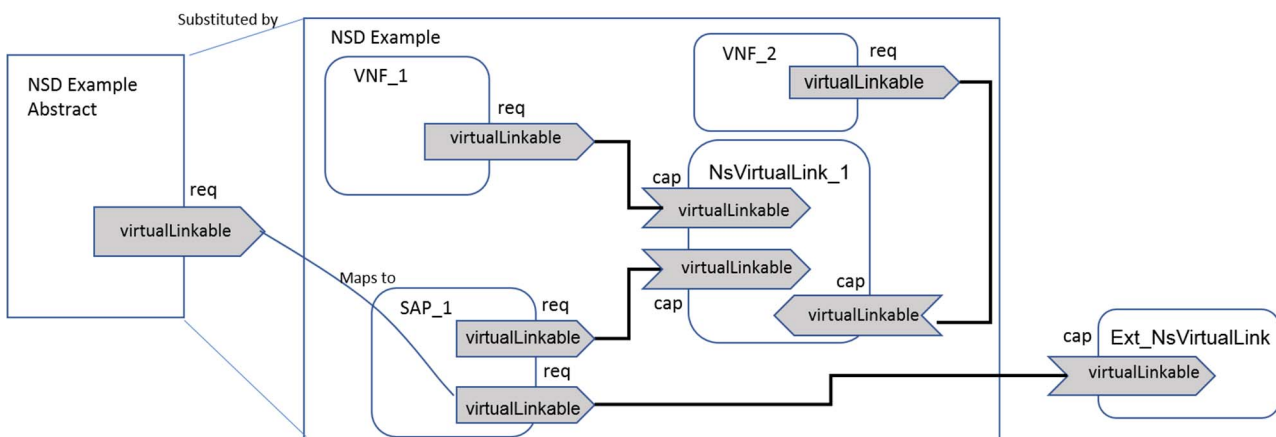 Substituted by
NSD Example
Abstract
req
virtualLinkable
NSD Example
VNF_1
req
virtualLinkable
VNF_2
req
virtualLinkable
cap
NsVirtualLink_1
virtualLinkable
virtualLinkable
cap
cap
virtualLinkable
Maps to
SAP_1
req
virtualLinkable
req
virtualLinkable
cap
Ext_NsVirtualLink
virtualLinkable